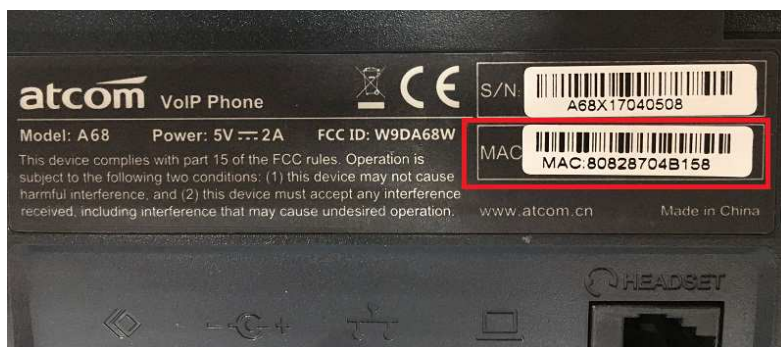 atcom VoIP Phone
Model: A68 Power: 5V⎓2A FCC ID: W9DA68W
This device complies with part 15 of the FCC rules. Operation is
subject to the following two conditions: (1) this device may not cause
harmful interference, and (2) this device must accept any interference
received, including interference that may cause undesired operation.
CE
S/N:
A68X17040508
MAC
MAC:80828704B158
www.atcom.cn Made in China
HEADSET